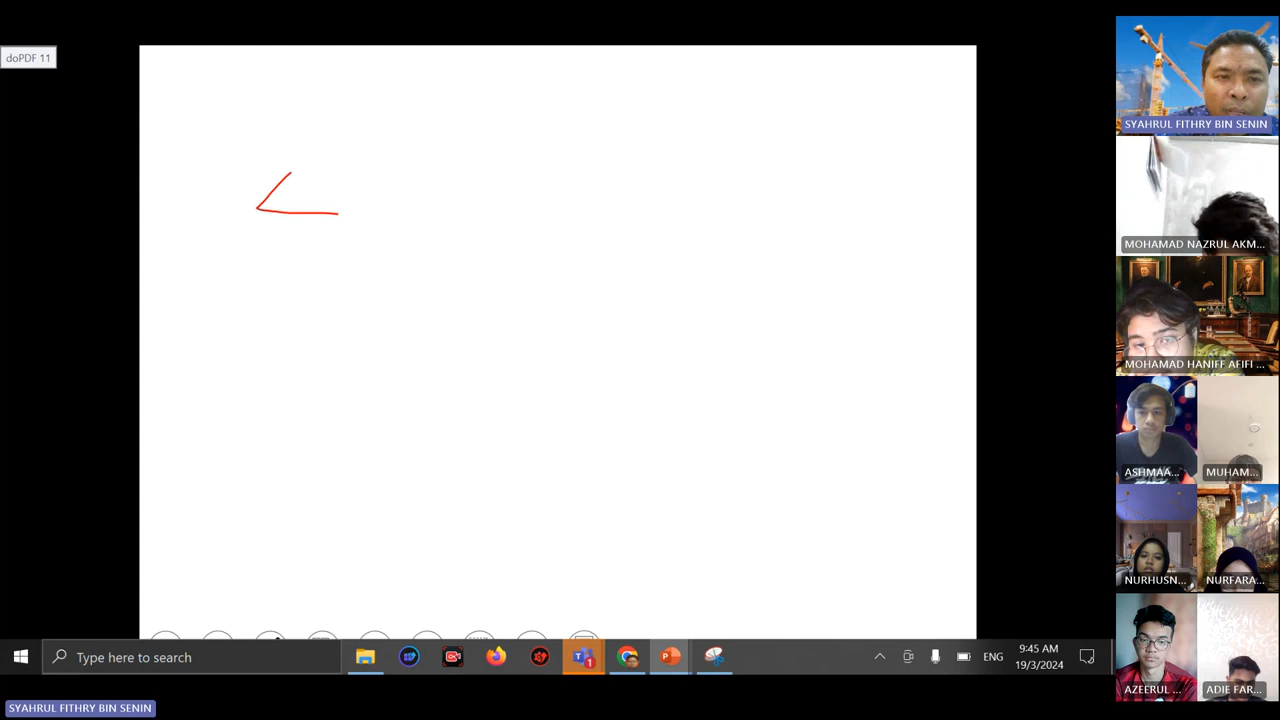 doPDF 11
SYAHRUL FITHRY BIN SENIN
MOHAMAD NAZRUL AKM...
MOHAMAD HANIFF AFIFI ...
ASHMAA...
MUHAM...
NURHUSN...
NURFARA...
AZEERUL ...
ADIE FAR...
Type here to search
1
ENG
9:45 AM
19/3/2024
SYAHRUL FITHRY BIN SENIN